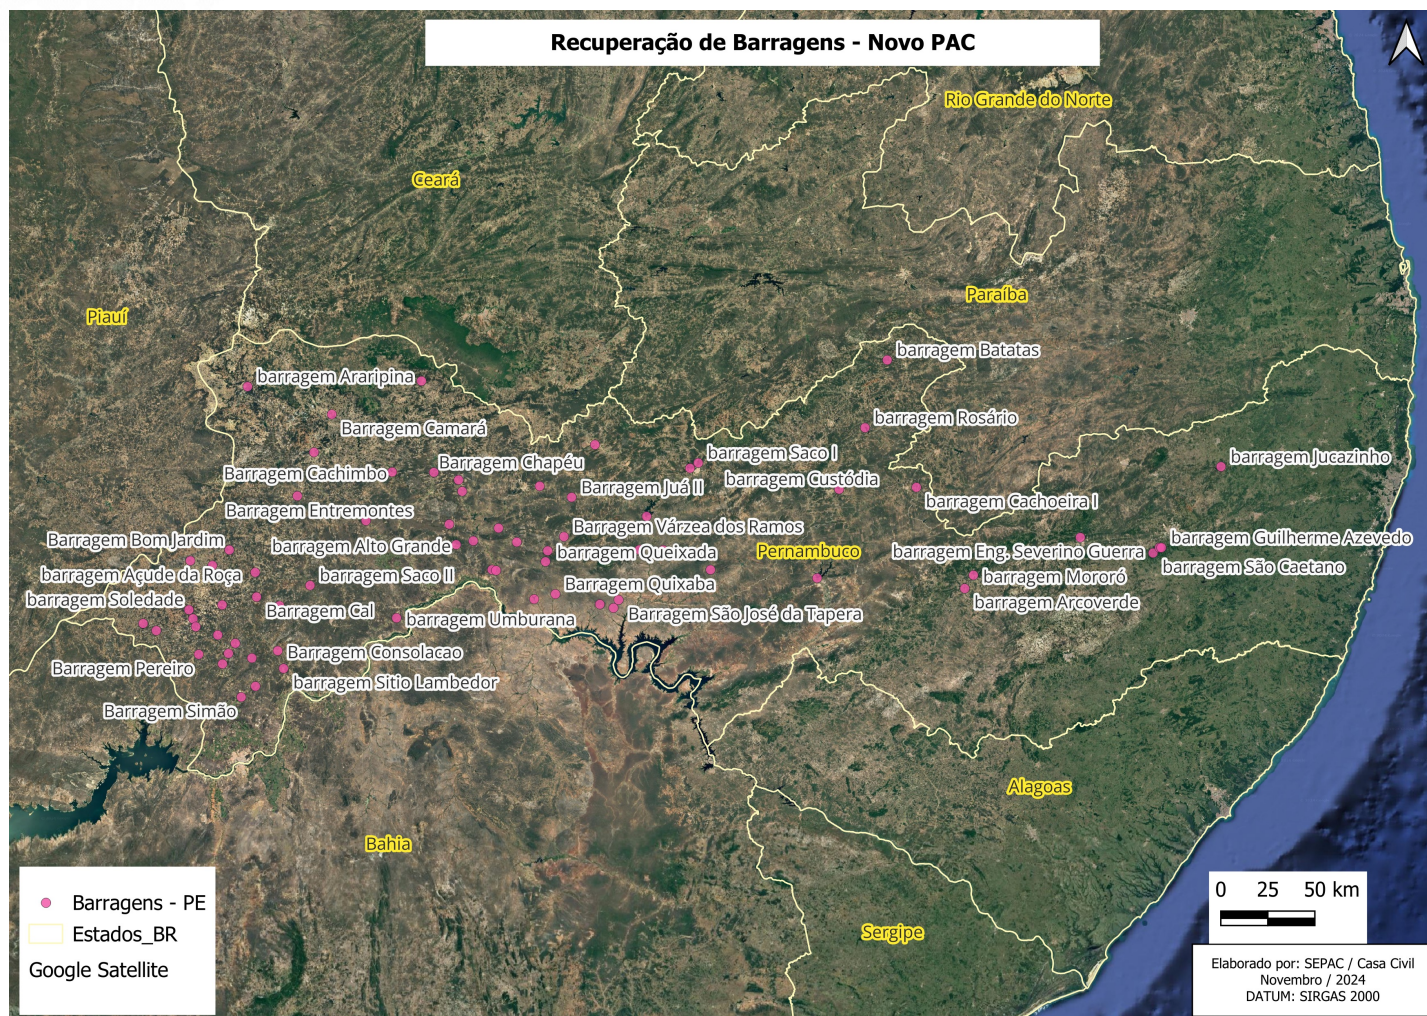 Recuperação de Barragens - Novo PAC
Rio Grande do Norte
Ceará
Paraíba
Piauí
barragem Batatas
barragem Araripina
barragem Rosário
Barragem Camará
barragem Saco I
barragem Jucazinho
Barragem Chapéu
Barragem Cachimbo
barragem Custódia
Barragem Juá II
barragem Cachoeira I
Barragem Entremontes
Barragem Várzea dos Ramos
Barragem Bom Jardim
barragem Alto Grande
barragem Queixada
Pernambuco
barragem Eng. Severino Guerra
barragem Guilherme Azevedo
barragem São Caetano
barragem Açude da Roça
barragem Saco II
barragem Mororó
Barragem Quixaba
barragem Soledade
barragem Arcoverde
Barragem Cal
barragem Umburana
Barragem São José da Tapera
Barragem Consolacao
Barragem Pereiro
barragem Sitio Lambedor
Barragem Simão
Alagoas
Bahia
Sergipe
Barragens - PE
Estados_BR
Google Satellite
0 25 50 km
Elaborado por: SEPAC / Casa Civil
Novembro / 2024
DATUM: SIRGAS 2000